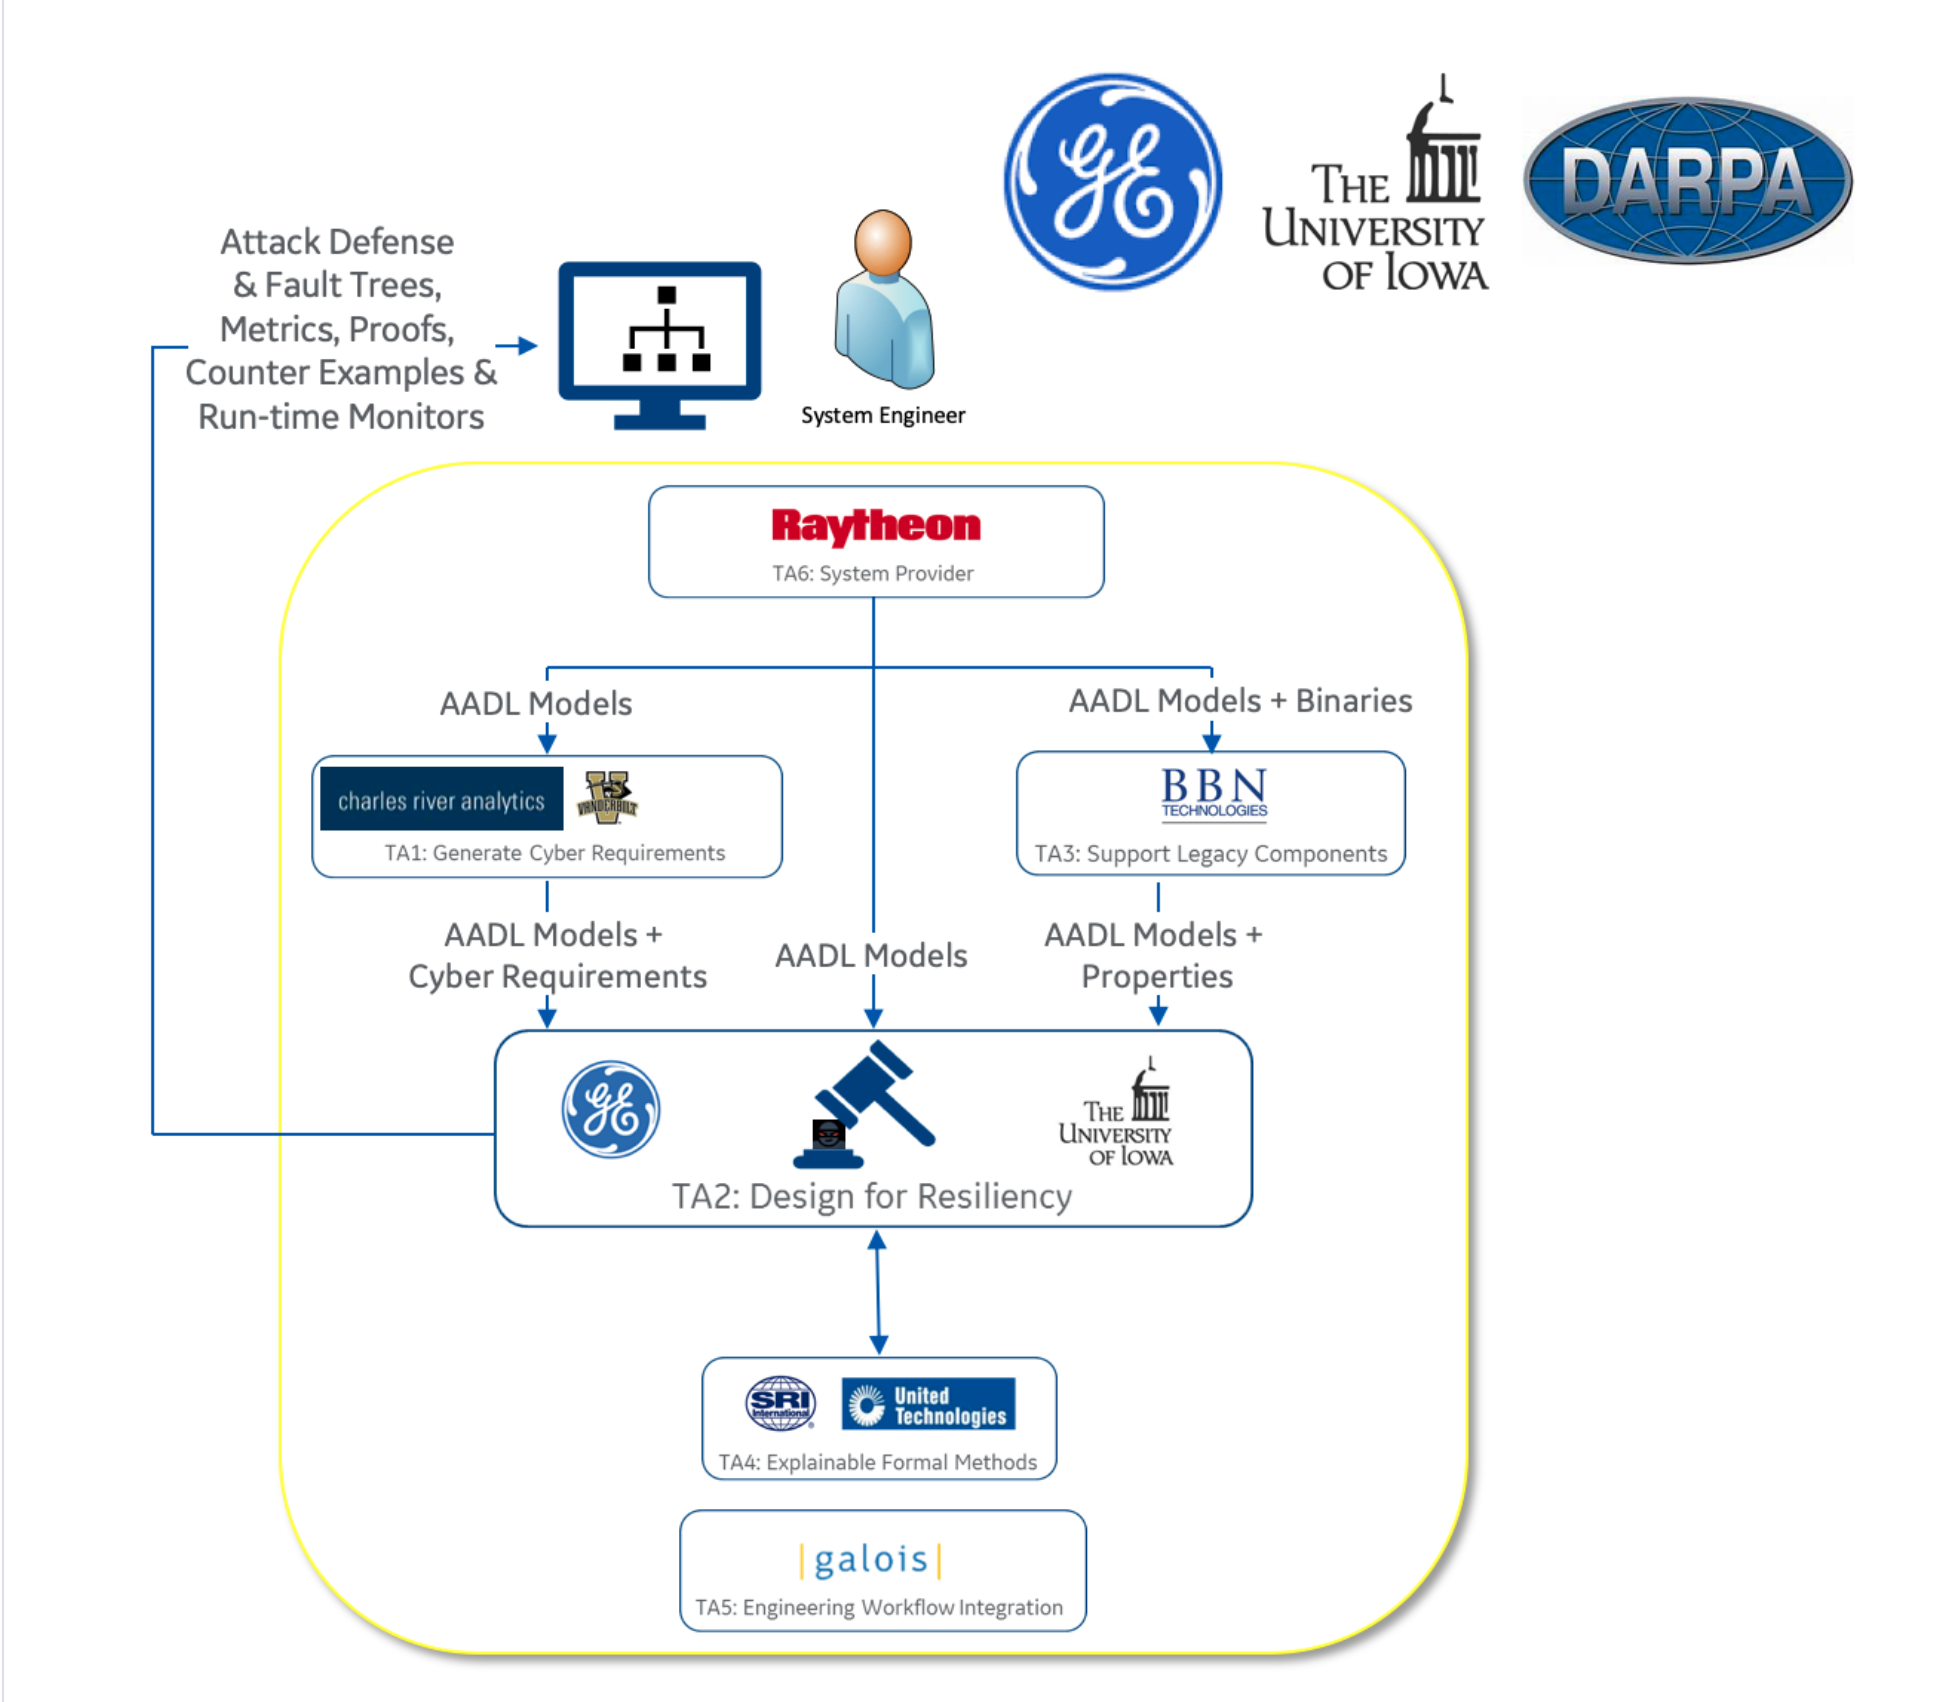 GE
THE
UNIVERSITY
OF IOWA
DARPA
Attack Defense
& Fault Trees,
Metrics, Proofs,
Counter Examples &
Run-time Monitors
System Engineer
Raytheon
TA6: System Provider
AADL Models
AADL Models + Binaries
charles river analytics
V
VANDERBILT
TA1: Generate Cyber Requirements
BBN
TECHNOLOGIES
TA3: Support Legacy Components
AADL Models +
Cyber Requirements
AADL Models
AADL Models +
Properties
GE
THE
UNIVERSITY
OF IOWA
TA2: Design for Resiliency
SRI
International
United
Technologies
TA4: Explainable Formal Methods
|galois|
TA5: Engineering Workflow Integration